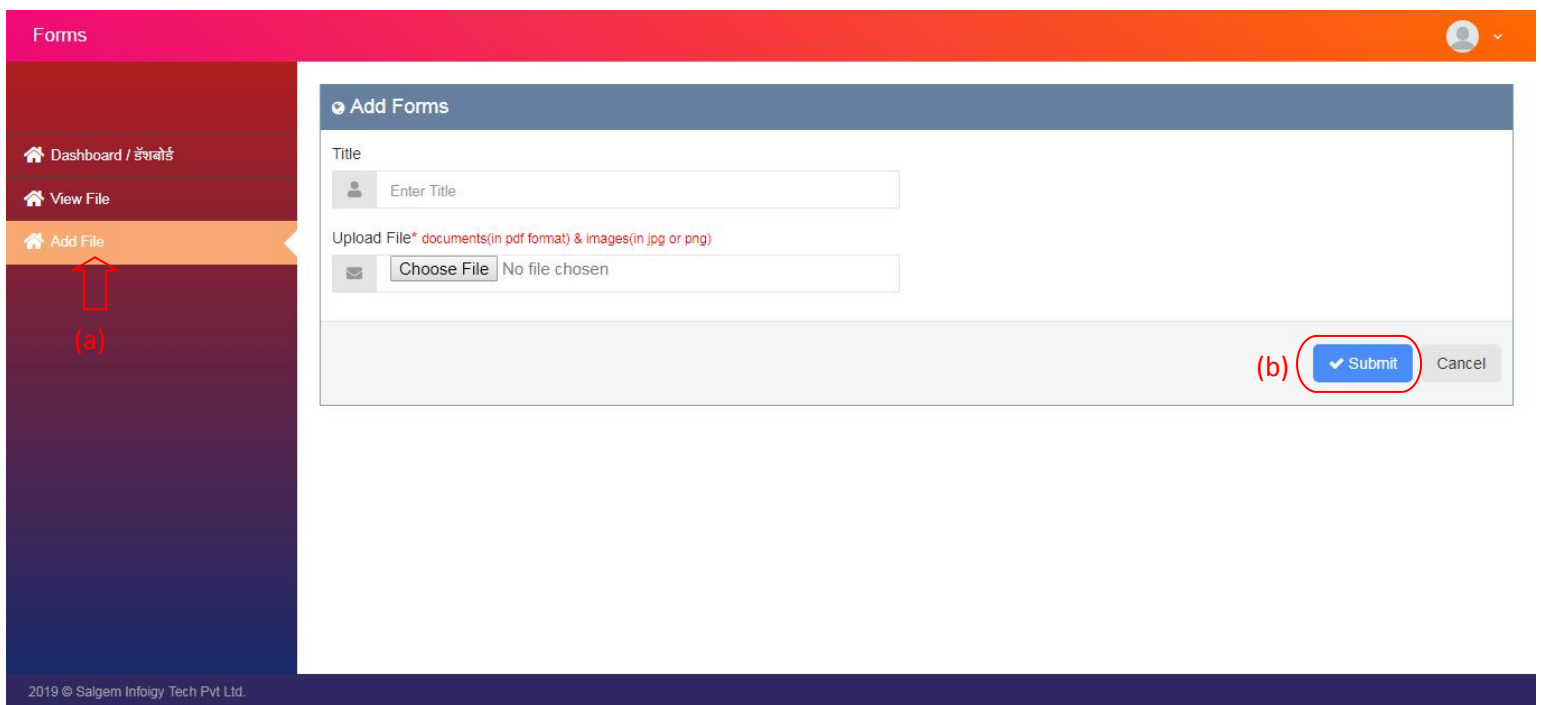 Forms
Add Forms
Dashboard / डॅशबोर्ड
View File
Add File
(a)
Title
Enter Title
Upload File* documents(in pdf format) & images(in jpg or png)
Choose File No file chosen
(b) Submit Cancel
2019 © Salgem Infoigy Tech Pvt Ltd.